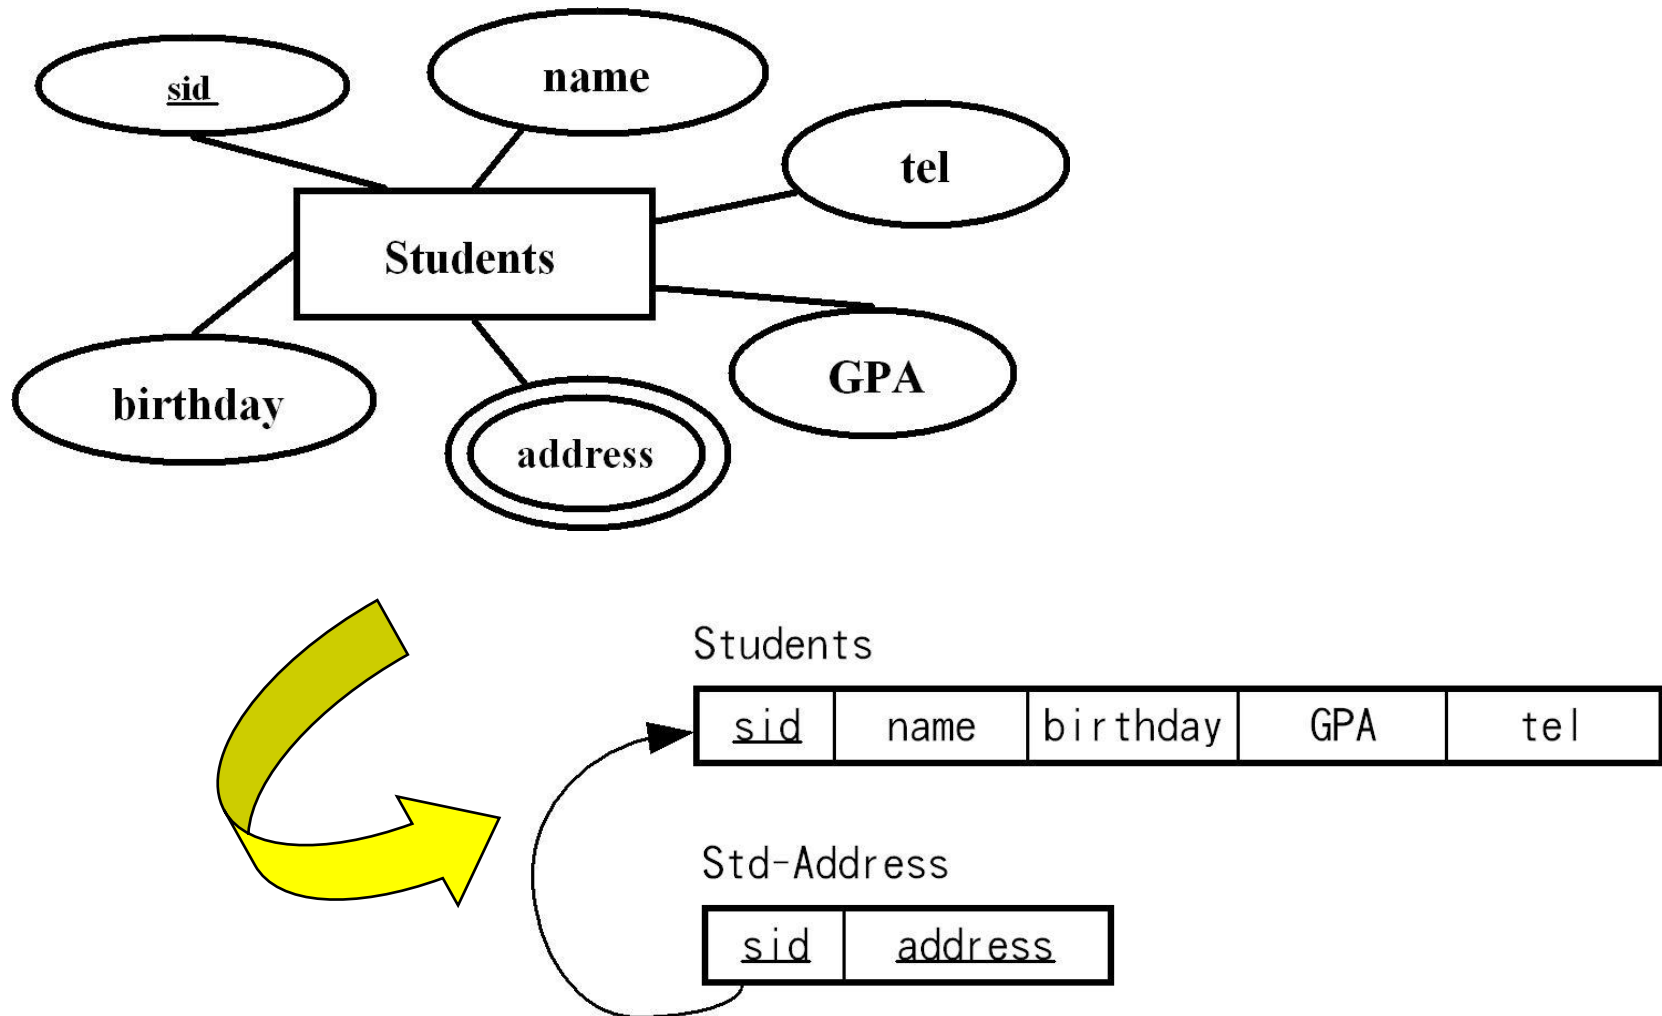 sid
name
tel
Students
GPA
birthday
address
Students
sid name birthday GPA tel
Std-Address
sid address